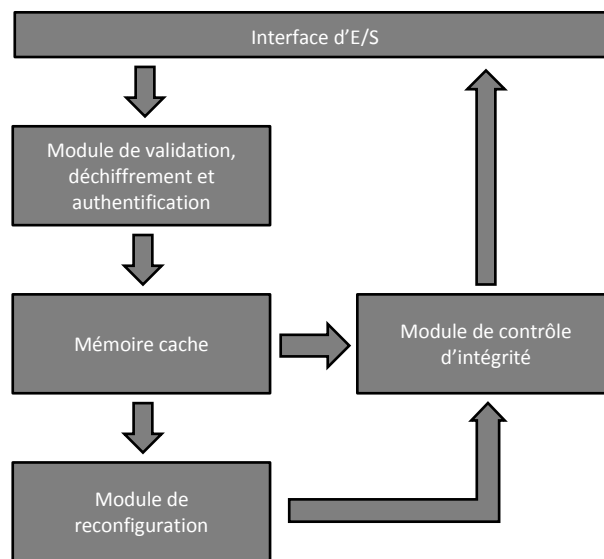 Interface d’E/S
Module de validation,
déchiffrement et
authentification
Mémoire cache
Module de contrôle
d’intégrité
Module de
reconfiguration